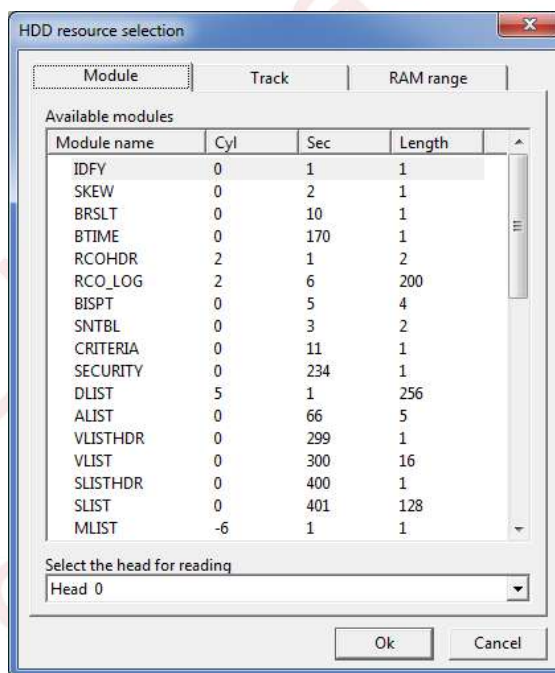 HDD resource selection
Module Track RAM range
Available modules
Module name Cyl Sec Length
IDFY 0 1 1
SKEW 0 2 1
BRSLT 0 10 1
BTIME 0 170 1
RCOHDR 2 1 2
RCO_LOG 2 6 200
BISPT 0 5 4
SNTBL 0 3 2
CRITERIA 0 11 1
SECURITY 0 234 1
DLIST 5 1 256
ALIST 0 66 5
VLISTHDR 0 299 1
VLIST 0 300 16
SLISTHDR 0 400 1
SLIST 0 401 128
MLIST -6 1 1
Select the head for reading
Head 0
Ok Cancel